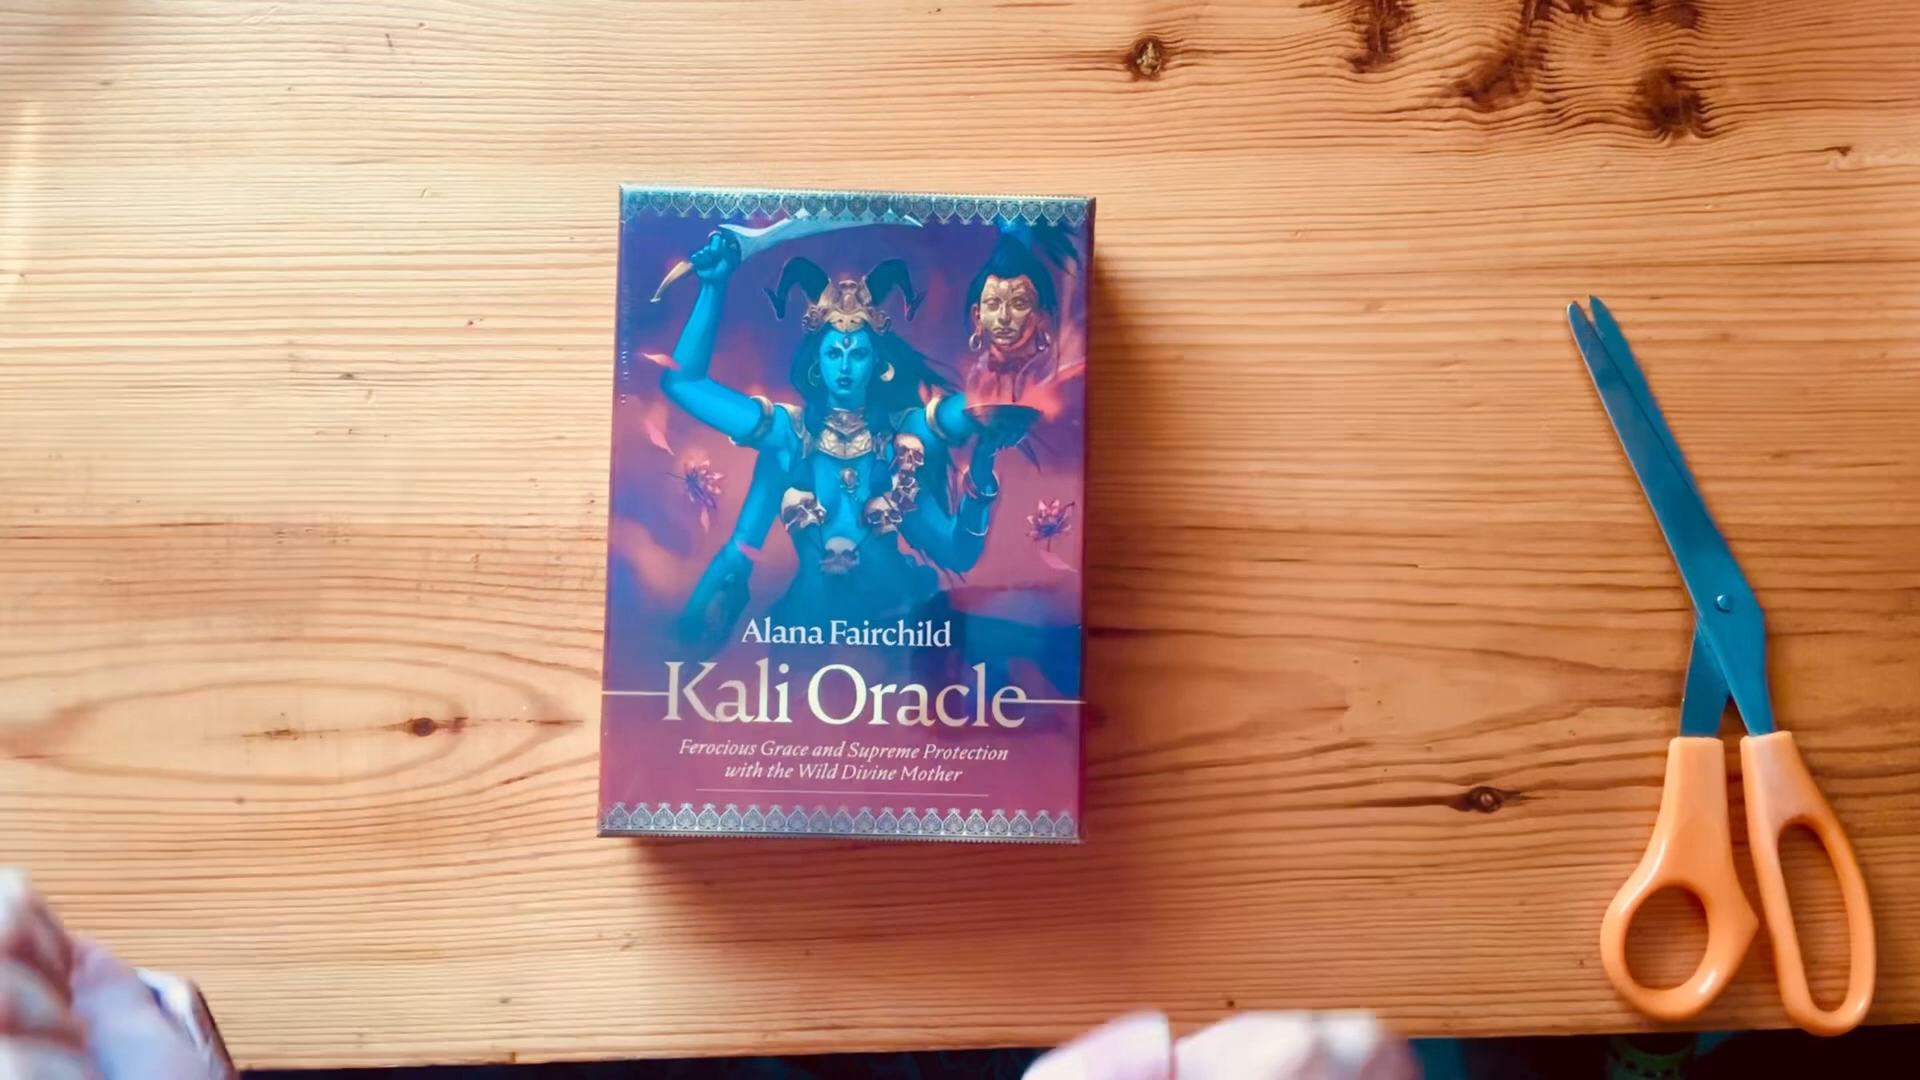 Alana Fairchild
Kali Oracle
Ferocious Grace and Supreme Protection
with the Wild Divine Mother